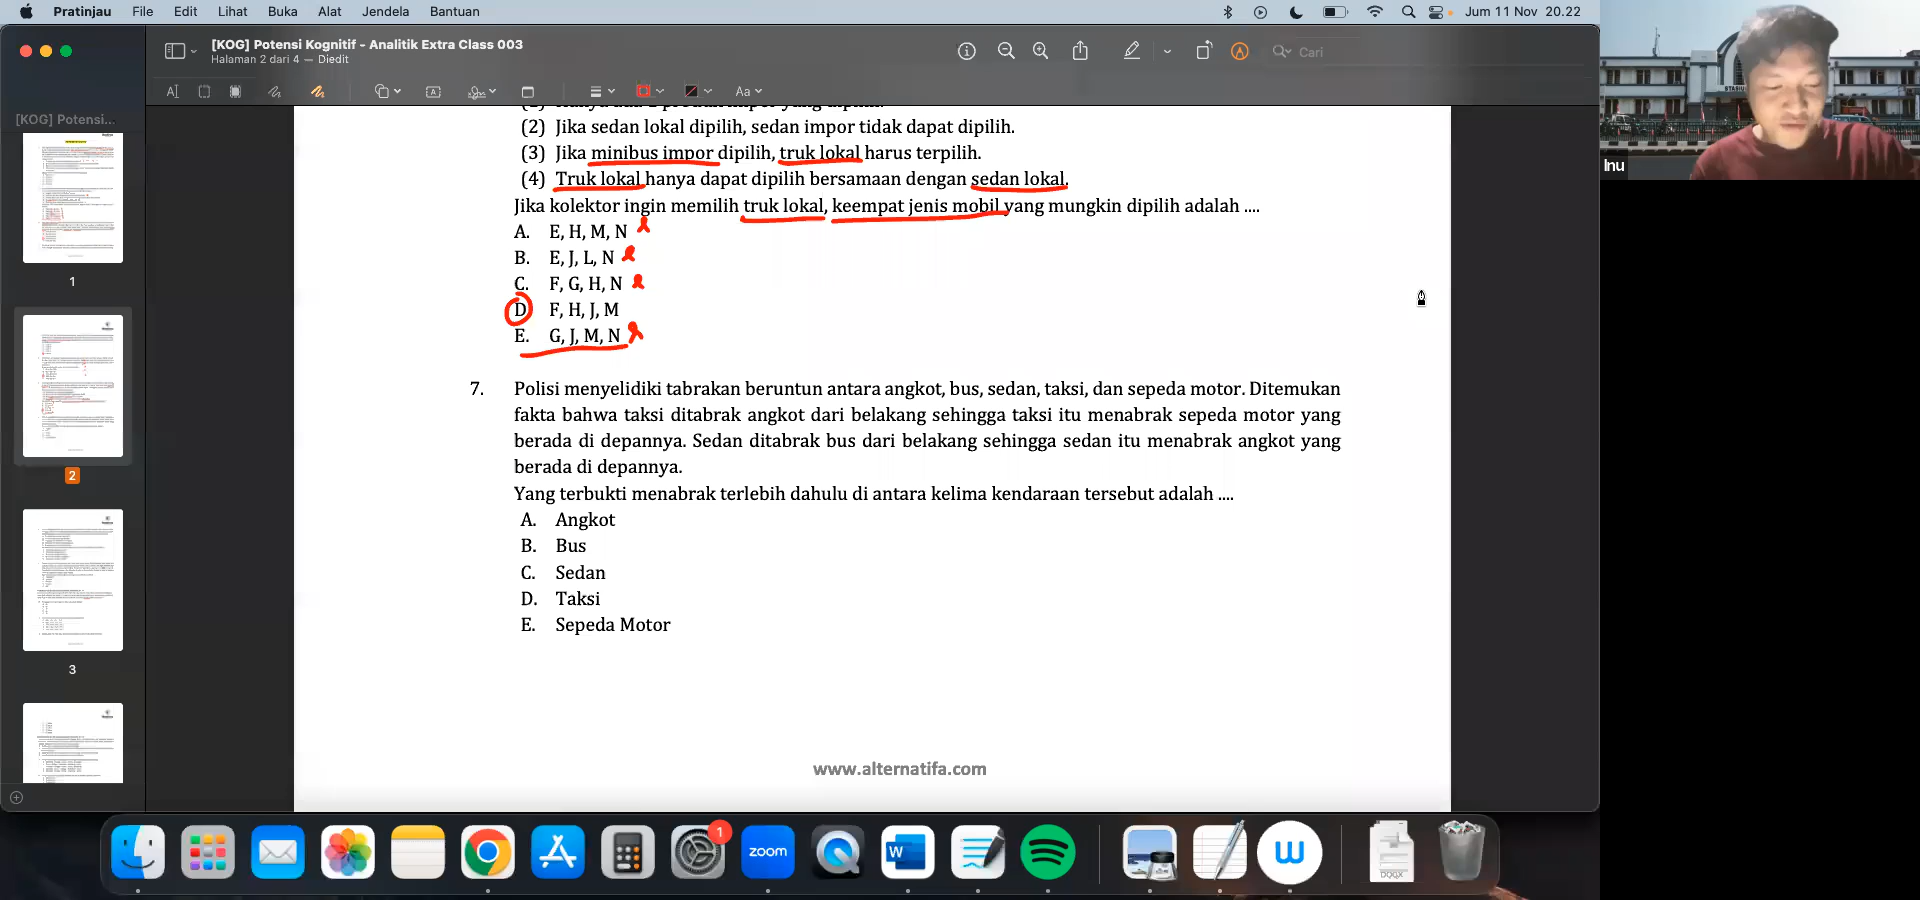 Pratinjau File Edit Lihat Buka Alat Jendela Bantuan
Jum 11 Nov 20.22
[KOG] Potensi Kognitif - Analitik Extra Class 003
Halaman 2 dari 4 — Diedit
Cari
Aa
[KOG] Potensi...
1
2
3
(2) Jika sedan lokal dipilih, sedan impor tidak dapat dipilih.
(3) Jika minibus impor dipilih, truk lokal harus terpilih.
(4) Truk lokal hanya dapat dipilih bersamaan dengan sedan lokal.
Jika kolektor ingin memilih truk lokal, keempat jenis mobil yang mungkin dipilih adalah ....
A. E, H, M, N
B. E, J, L, N
C. F, G, H, N
D F, H, J, M
E. G, J, M, N
7. Polisi menyelidiki tabrakan beruntun antara angkot, bus, sedan, taksi, dan sepeda motor. Ditemukan
fakta bahwa taksi ditabrak angkot dari belakang sehingga taksi itu menabrak sepeda motor yang
berada di depannya. Sedan ditabrak bus dari belakang sehingga sedan itu menabrak angkot yang
berada di depannya.
Yang terbukti menabrak terlebih dahulu di antara kelima kendaraan tersebut adalah ....
A. Angkot
B. Bus
C. Sedan
D. Taksi
E. Sepeda Motor
www.alternatifa.com
Inu
1
zoom
W
DOCX